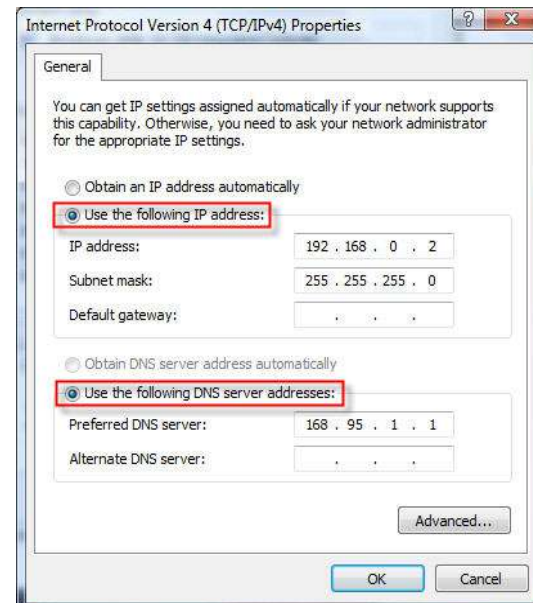 Internet Protocol Version 4 (TCP/IPv4) Properties
General
You can get IP settings assigned automatically if your network supports
this capability. Otherwise, you need to ask your network administrator
for the appropriate IP settings.
Obtain an IP address automatically
Use the following IP address:
IP address: 192 . 168 . 0 . 2
Subnet mask: 255 . 255 . 255 . 0
Default gateway: . . .
Obtain DNS server address automatically
Use the following DNS server addresses:
Preferred DNS server: 168 . 95 . 1 . 1
Alternate DNS server: . . .
Advanced...
OK Cancel